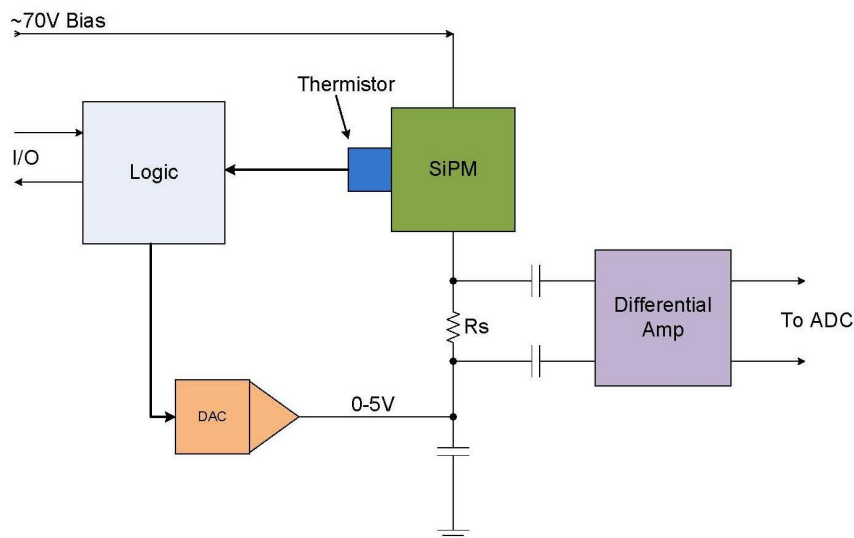 ~70V Bias
Thermistor
I/O
Logic
SiPM
Rs
Differential
Amp
To ADC
DAC
0-5V